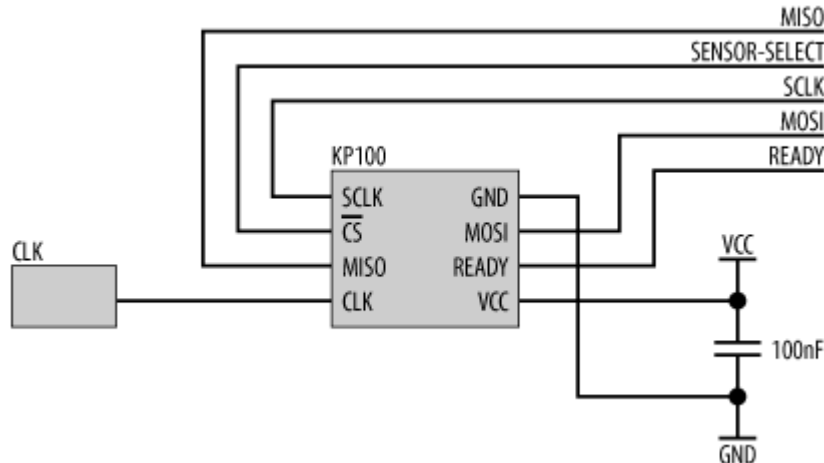 MISO
SENSOR-SELECT
SCLK
MOSI
READY
KP100
SCLK GND
CS MOSI
MISO READY
CLK VCC
CLK
VCC
100nF
GND